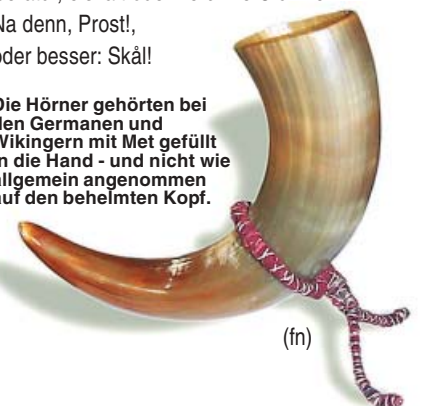 Na denn, Prost!,
oder besser: Skål!
Die Hörner gehörten bei
den Germanen und
Wikingern mit Met gefüllt
in die Hand - und nicht wie
allgemein angenommen
auf den behelmten Kopf.
(fn)